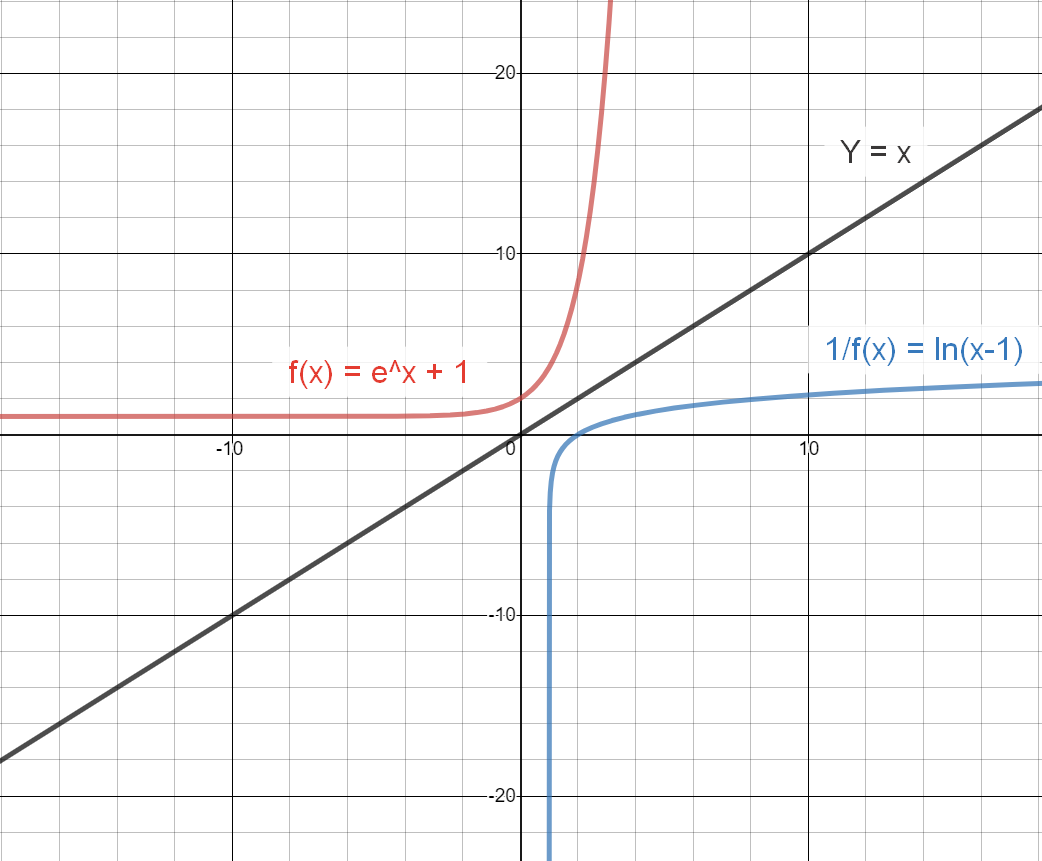 20
Y = x
10
1/f(x) = ln(x-1)
f(x) = e^x + 1
-10
0
10
-10
-20